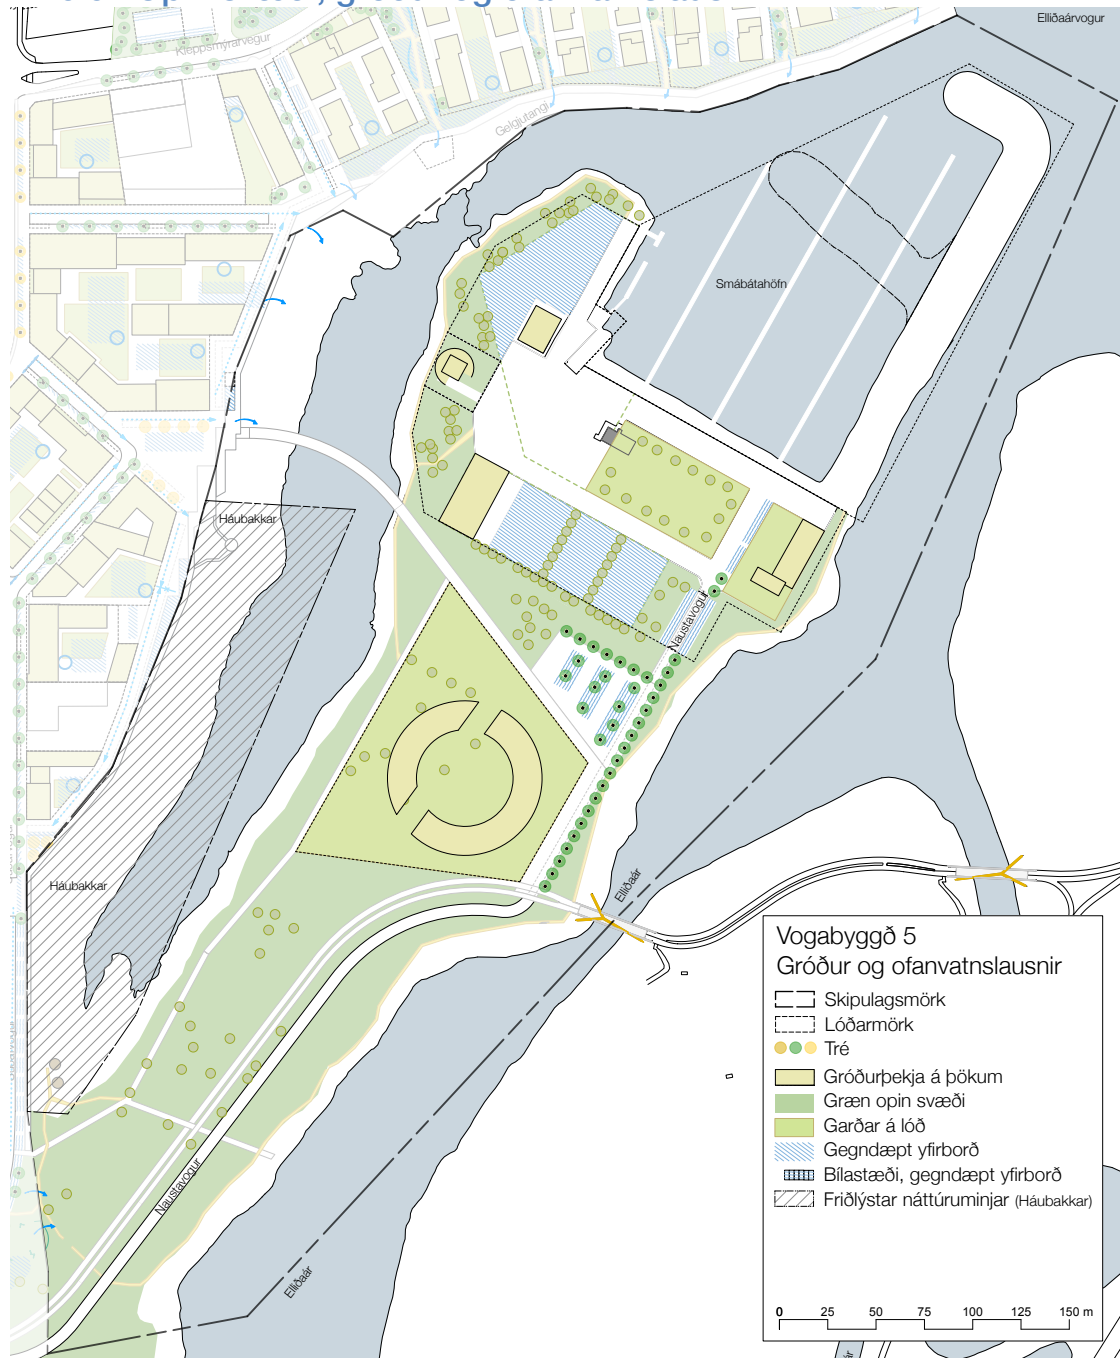 Elliðaárvogur
Kleppsmýrarvegur
Gelgjutangi
Smábátahöfn
Háubakkar
Naustavogur
Háubakkar
Elliðaár
Naustavogur
Elliðaár
Vogabyggð 5
Gróður og ofanvatnslausnir
Skipulagsmörk
Lóðarmörk
Tré
Gróðurþekja á þökum
Græn opin svæði
Garðar á lóð
Gegndæpt yfirborð
Bílastæði, gegndæpt yfirborð
Friðlýstar náttúruminjar (Háubakkar)
0 25 50 75 100 125 150 m